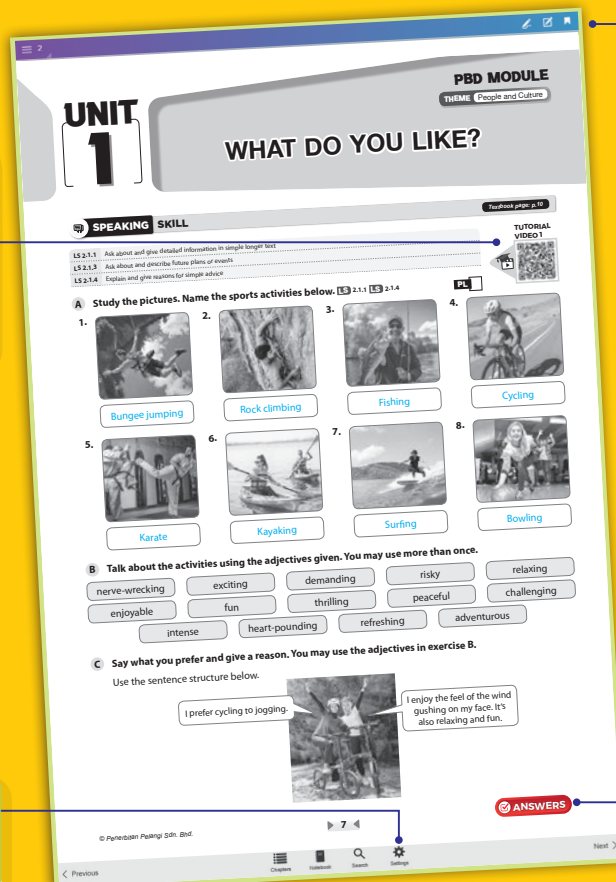 2
UNIT
1
PBD MODULE
THEME People and Culture
WHAT DO YOU LIKE?
Textbook page: p.10
SPEAKING SKILL
TUTORIAL
VIDEO 1
LS 2.1.1 Ask about and give detailed information in simple longer text
LS 2.1.3 Ask about and describe future plans or events
LS 2.1.4 Explain and give reasons for simple advice
PL
A Study the pictures. Name the sports activities below. LS 2.1.1 LS 2.1.4
1. 2. 3. 4.
Bungee jumping Rock climbing Fishing Cycling
5. 6. 7. 8.
Karate Kayaking Surfing Bowling
B Talk about the activities using the adjectives given. You may use more than once.
nerve-wrecking exciting demanding risky relaxing
enjoyable fun thrilling peaceful challenging
intense heart-pounding refreshing adventurous
C Say what you prefer and give a reason. You may use the adjectives in exercise B.
Use the sentence structure below.
I prefer cycling to jogging.
I enjoy the feel of the wind
gushing on my face. It's
also relaxing and fun.
ANSWERS
© Penerbitan Pelangi Sdn. Bhd.
7
Previous
Chapters Notebook Search Settings
Next